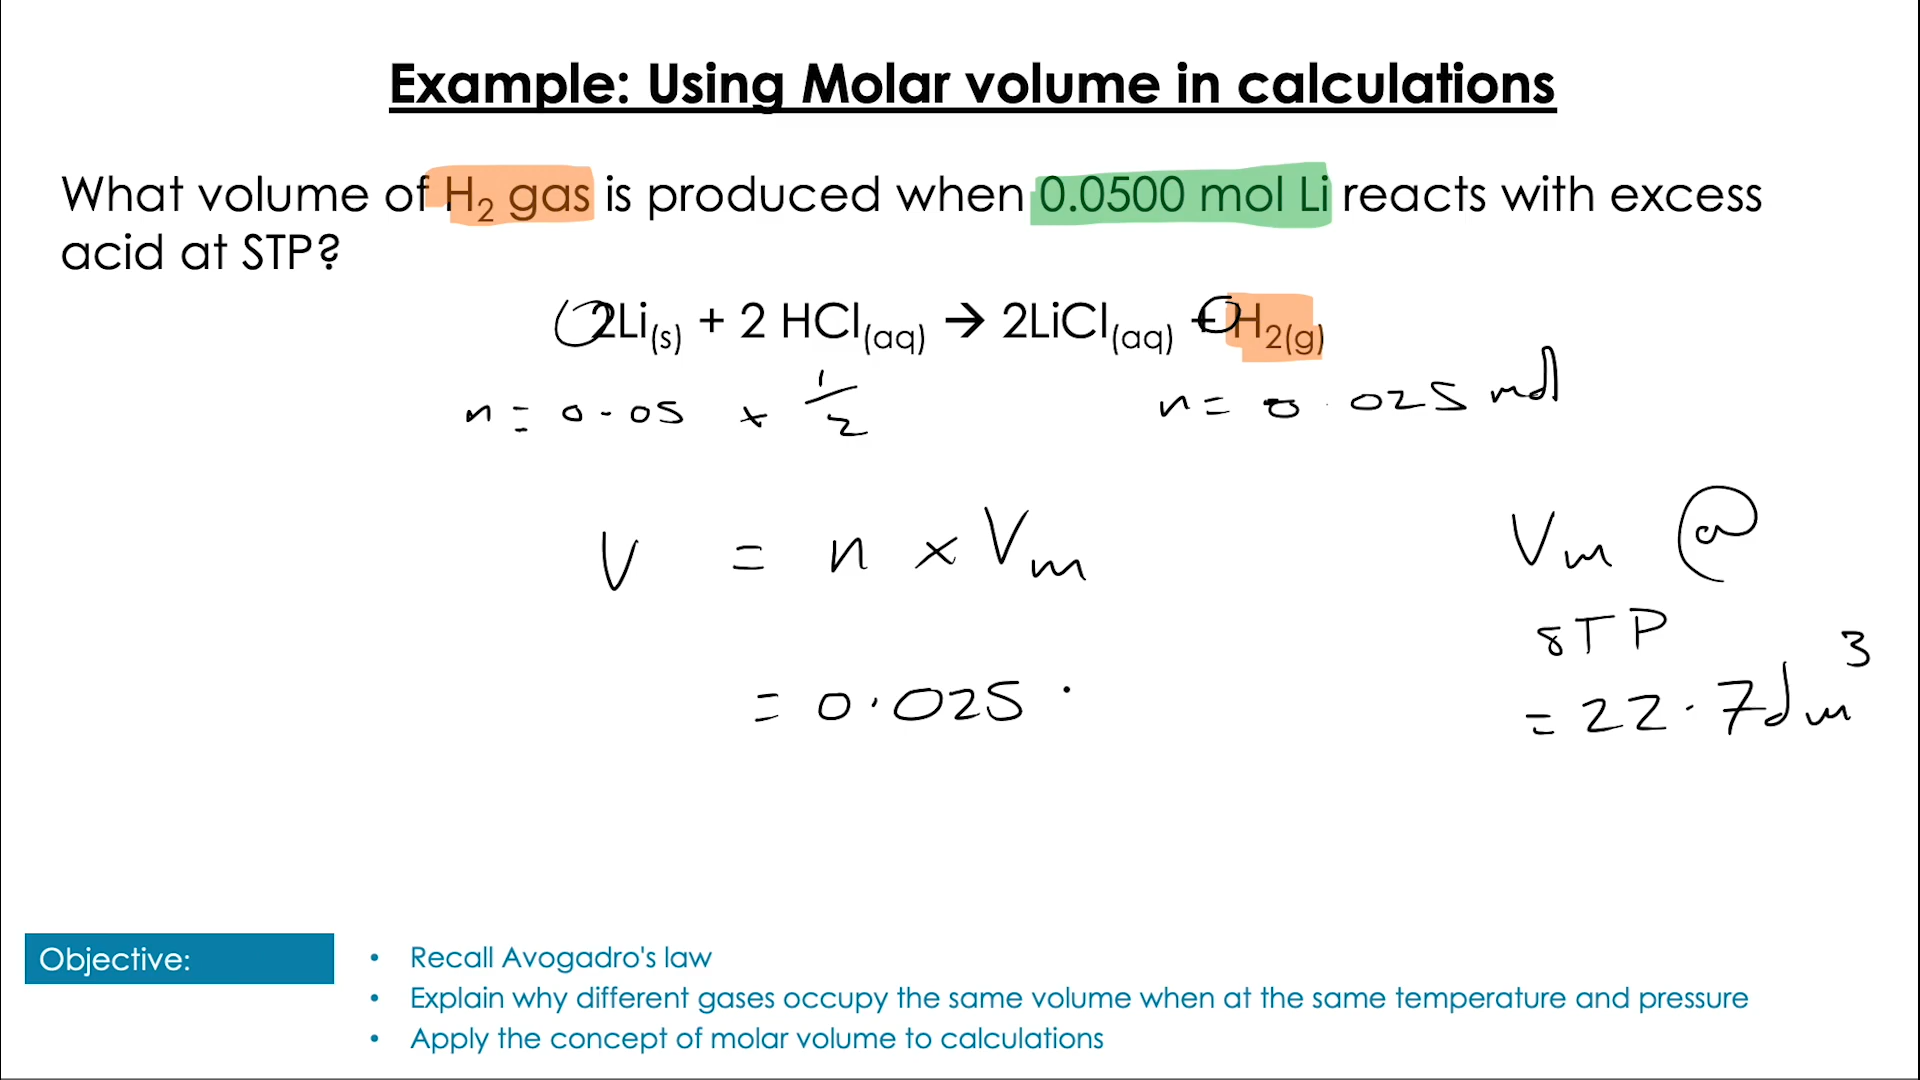 Example: Using Molar volume in calculations
What volume of H₂ gas is produced when 0.0500 mol Li reacts with excess
acid at STP?
2Li(s) + 2 HCl(aq) → 2LiCl(aq) + H₂(g)
n = 0.05 × 1/2 n = 0.025 mol
V = n × Vm Vm @
STP
= 0.025 · = 22.7dm³
Objective:
• Recall Avogadro's law
• Explain why different gases occupy the same volume when at the same temperature and pressure
• Apply the concept of molar volume to calculations